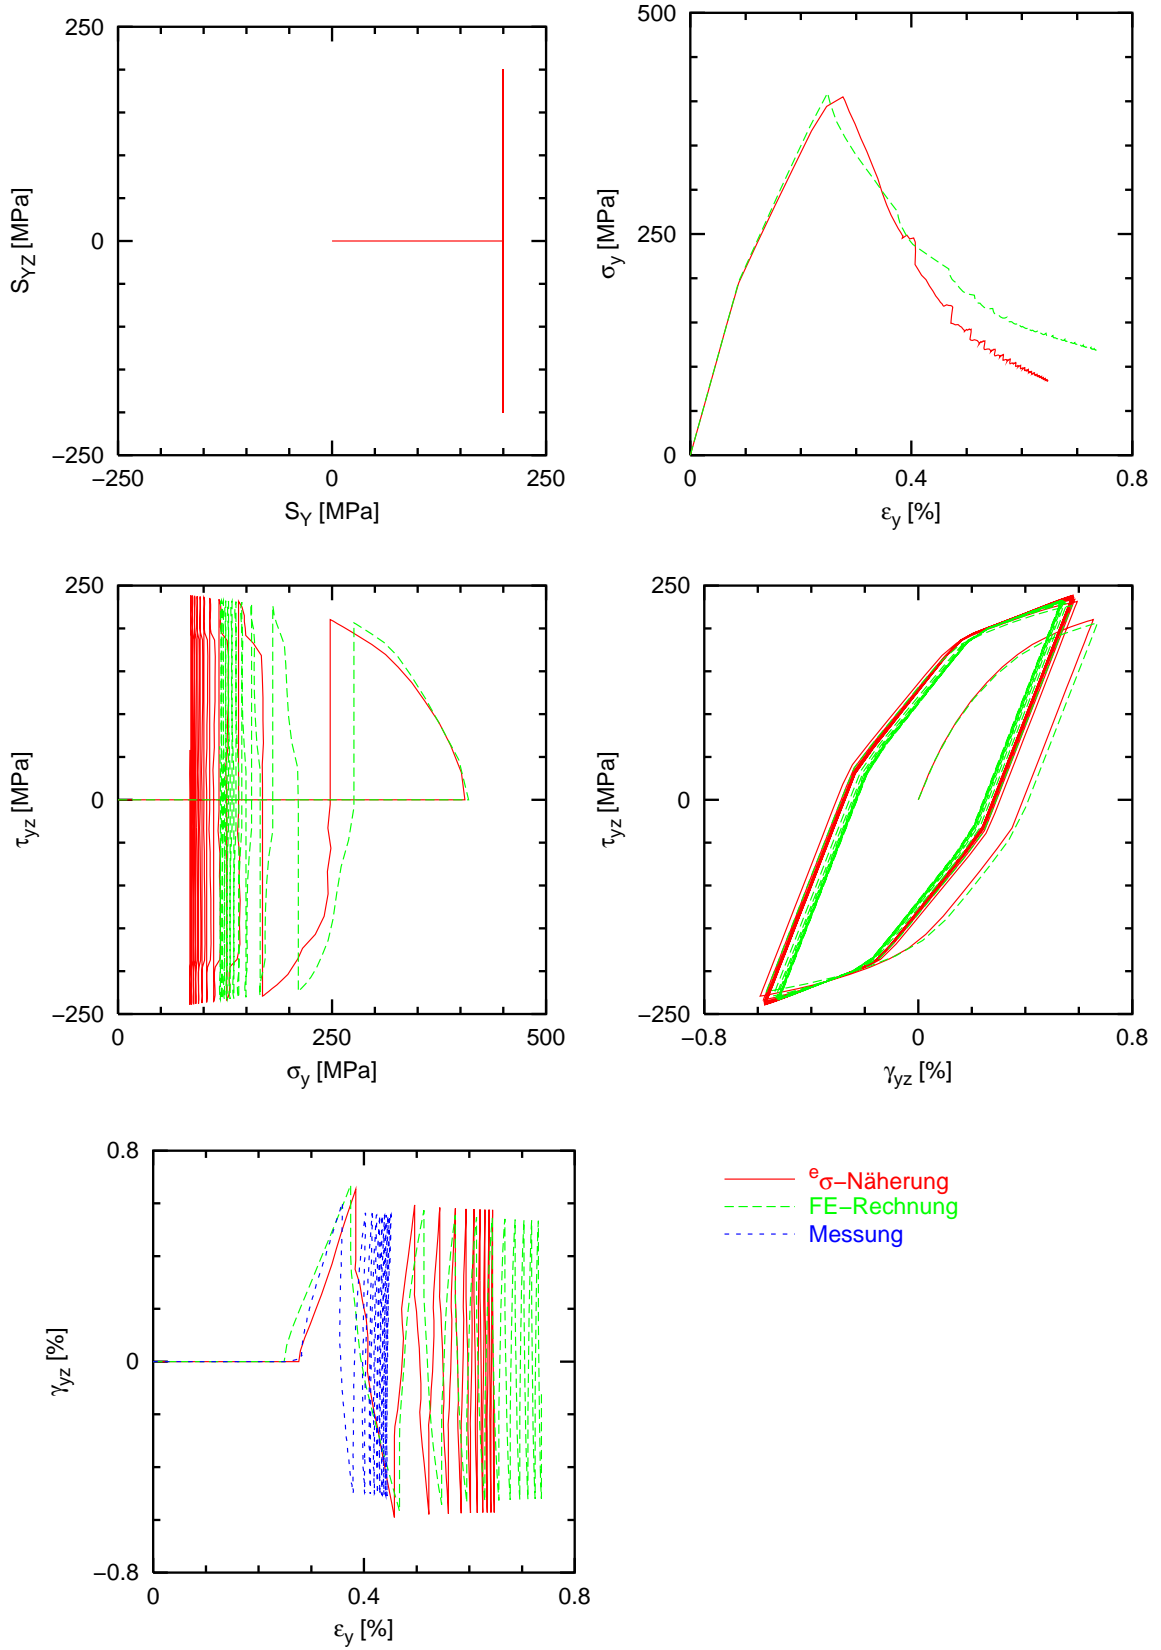 250
0
−250
S_YZ [MPa]
−250
0
250
S_Y [MPa]
500
250
0
σ_y [MPa]
0
0.4
0.8
ε_y [%]
250
0
−250
τ_yz [MPa]
0
250
500
σ_y [MPa]
250
0
−250
τ_yz [MPa]
−0.8
0
0.8
γ_yz [%]
0.8
0
−0.8
γ_yz [%]
0
0.4
0.8
ε_y [%]
ᵉσ−Näherung
FE−Rechnung
Messung